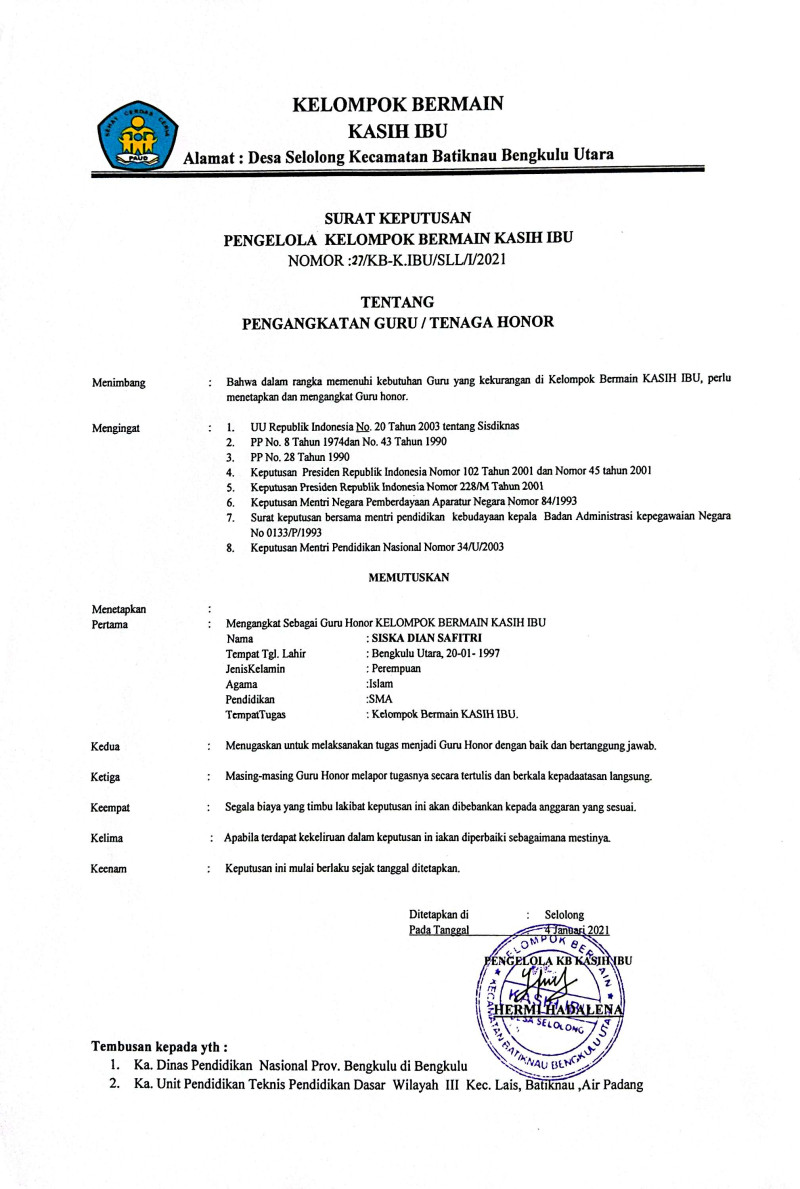 KELOMPOK BERMAIN
KASIH IBU
Alamat : Desa Selolong Kecamatan Batiknau Bengkulu Utara
SEHAT CERDAS CERIA
PAUD
SURAT KEPUTUSAN
PENGELOLA KELOMPOK BERMAIN KASIH IBU
NOMOR :27/KB-K.IBU/SLL/I/2021
TENTANG
PENGANGKATAN GURU / TENAGA HONOR
Menimbang : Bahwa dalam rangka memenuhi kebutuhan Guru yang kekurangan di Kelompok Bermain KASIH IBU, perlu
menetapkan dan mengangkat Guru honor.
Mengingat : 1. UU Republik Indonesia No. 20 Tahun 2003 tentang Sisdiknas
2. PP No. 8 Tahun 1974dan No. 43 Tahun 1990
3. PP No. 28 Tahun 1990
4. Keputusan Presiden Republik Indonesia Nomor 102 Tahun 2001 dan Nomor 45 tahun 2001
5. Keputusan Presiden Republik Indonesia Nomor 228/M Tahun 2001
6. Keputusan Mentri Negara Pemberdayaan Aparatur Negara Nomor 84/1993
7. Surat keputusan bersama mentri pendidikan kebudayaan kepala Badan Administrasi kepegawaian Negara
No 0133/P/1993
8. Keputusan Mentri Pendidikan Nasional Nomor 34/U/2003
MEMUTUSKAN
Menetapkan :
Pertama : Mengangkat Sebagai Guru Honor KELOMPOK BERMAIN KASIH IBU
Nama : SISKA DIAN SAFITRI
Tempat Tgl. Lahir : Bengkulu Utara, 20-01- 1997
JenisKelamin : Perempuan
Agama :Islam
Pendidikan :SMA
TempatTugas : Kelompok Bermain KASIH IBU.
Kedua : Menugaskan untuk melaksanakan tugas menjadi Guru Honor dengan baik dan bertanggung jawab.
Ketiga : Masing-masing Guru Honor melapor tugasnya secara tertulis dan berkala kepadaatasan langsung.
Keempat : Segala biaya yang timbu lakibat keputusan ini akan dibebankan kepada anggaran yang sesuai.
Kelima : Apabila terdapat kekeliruan dalam keputusan in iakan diperbaiki sebagaimana mestinya.
Keenam : Keputusan ini mulai berlaku sejak tanggal ditetapkan.
Ditetapkan di : Selolong
Pada Tanggal 4 Januari 2021
PENGELOLA KB KASIH IBU
HERMI HADALENA
KELOMPOK BERMAIN
KASIH IBU
DESA SELOLONG
KECAMATAN BATIKNAU BENGKULU UTARA
Tembusan kepada yth :
1. Ka. Dinas Pendidikan Nasional Prov. Bengkulu di Bengkulu
2. Ka. Unit Pendidikan Teknis Pendidikan Dasar Wilayah III Kec. Lais, Batiknau ,Air Padang